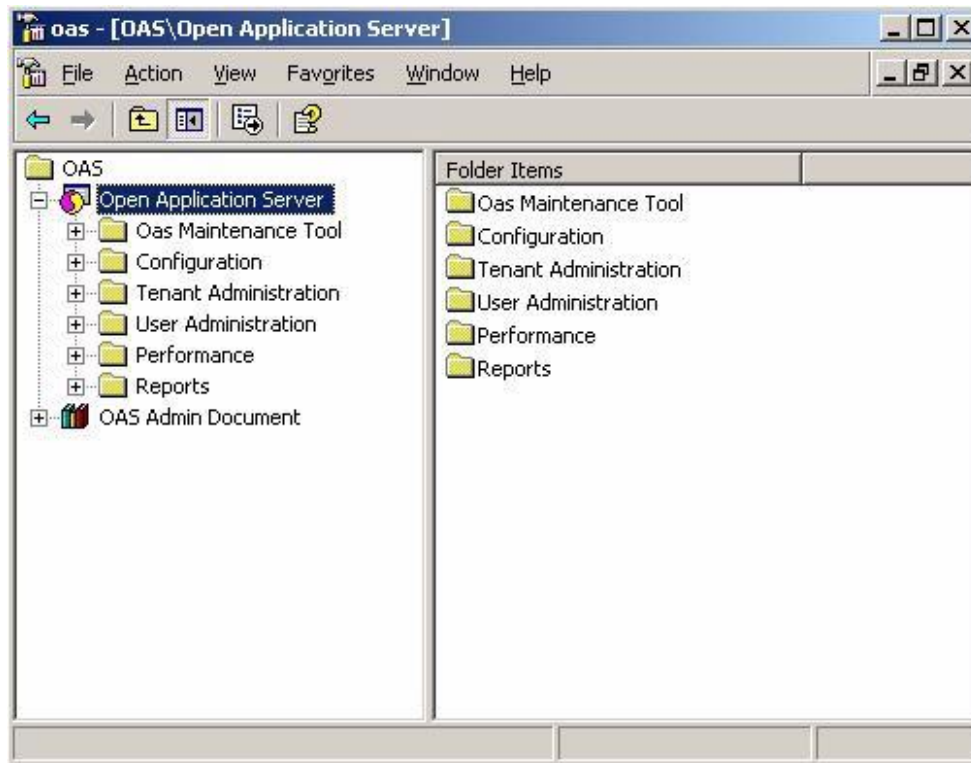 oas - [OAS\Open Application Server]
File Action View Favorites Window Help
OAS
Open Application Server
Oas Maintenance Tool
Configuration
Tenant Administration
User Administration
Performance
Reports
OAS Admin Document
Folder Items
Oas Maintenance Tool
Configuration
Tenant Administration
User Administration
Performance
Reports